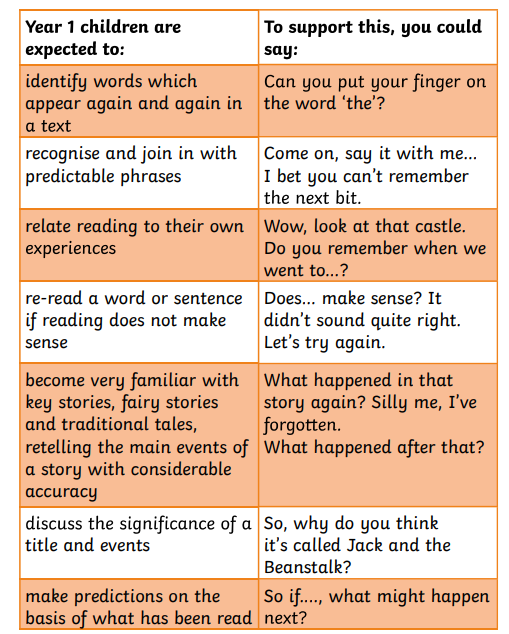 Year 1 children are
expected to:
To support this, you could
say:
identify words which
appear again and again in
a text
Can you put your finger on
the word ‘the’?
recognise and join in with
predictable phrases
Come on, say it with me...
I bet you can’t remember
the next bit.
relate reading to their own
experiences
Wow, look at that castle.
Do you remember when we
went to...?
re-read a word or sentence
if reading does not make
sense
Does... make sense? It
didn’t sound quite right.
Let’s try again.
become very familiar with
key stories, fairy stories
and traditional tales,
retelling the main events of
a story with considerable
accuracy
What happened in that
story again? Silly me, I’ve
forgotten.
What happened after that?
discuss the significance of a
title and events
So, why do you think
it’s called Jack and the
Beanstalk?
make predictions on the
basis of what has been read
So if...., what might happen
next?